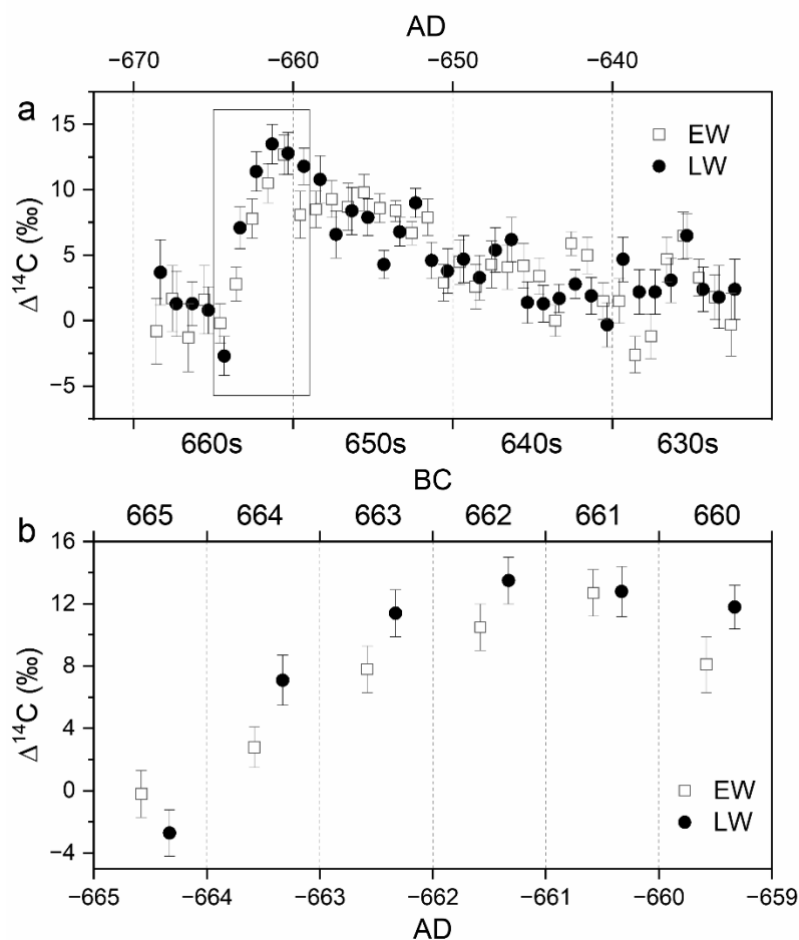 AD
−670 −660 −650 −640
a
15
10
5
0
−5
Δ¹⁴C (‰)
EW
LW
660s 650s 640s 630s
BC
b
665 664 663 662 661 660
16
12
8
4
0
−4
Δ¹⁴C (‰)
EW
LW
−665 −664 −663 −662 −661 −660 −659
AD